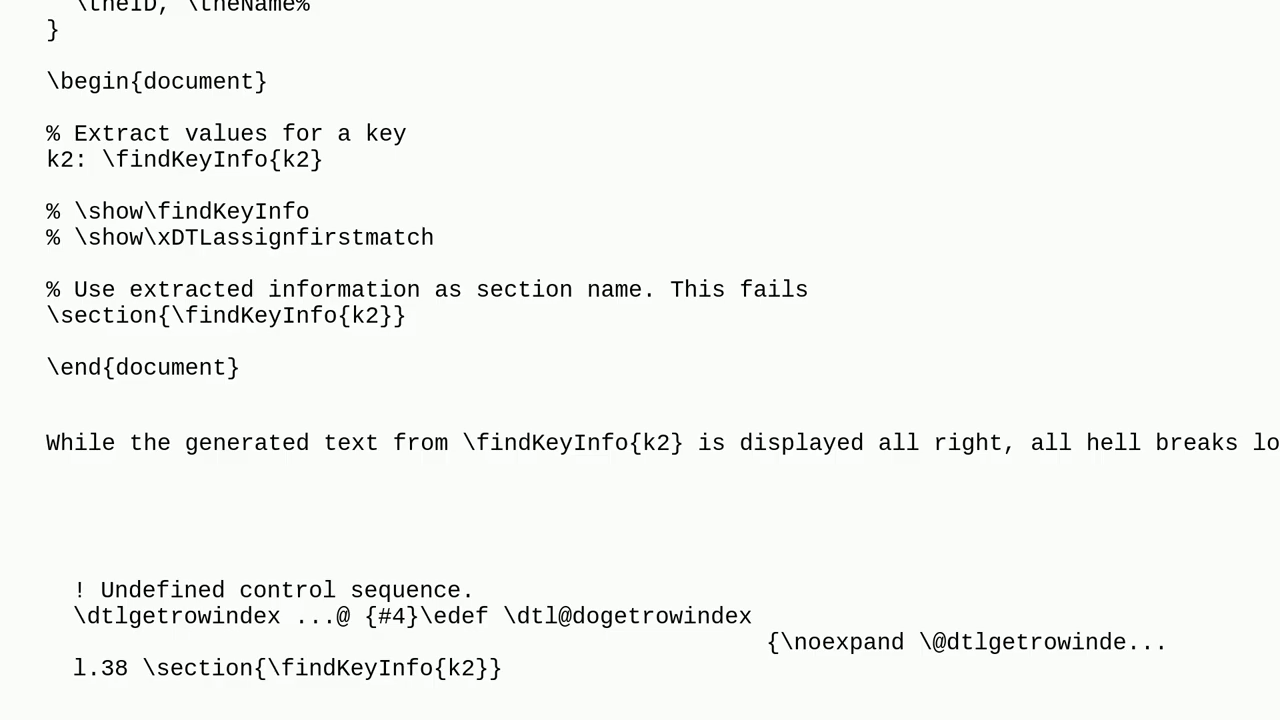 \theID, \theName%
}
\begin{document}
% Extract values for a key
k2: \findKeyInfo{k2}
% \show\findKeyInfo
% \show\xDTLassignfirstmatch
% Use extracted information as section name. This fails
\section{\findKeyInfo{k2}}
\end{document}
While the generated text from \findKeyInfo{k2} is displayed all right, all hell breaks lo
! Undefined control sequence.
\dtlgetrowindex ...@ {#4}\edef \dtl@dogetrowindex
{\noexpand \@dtlgetrowinde...
l.38 \section{\findKeyInfo{k2}}